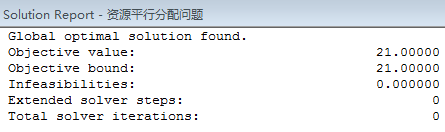 Solution Report - 资源平行分配问题
Global optimal solution found.
Objective value: 21.00000
Objective bound: 21.00000
Infeasibilities: 0.000000
Extended solver steps: 0
Total solver iterations: 0